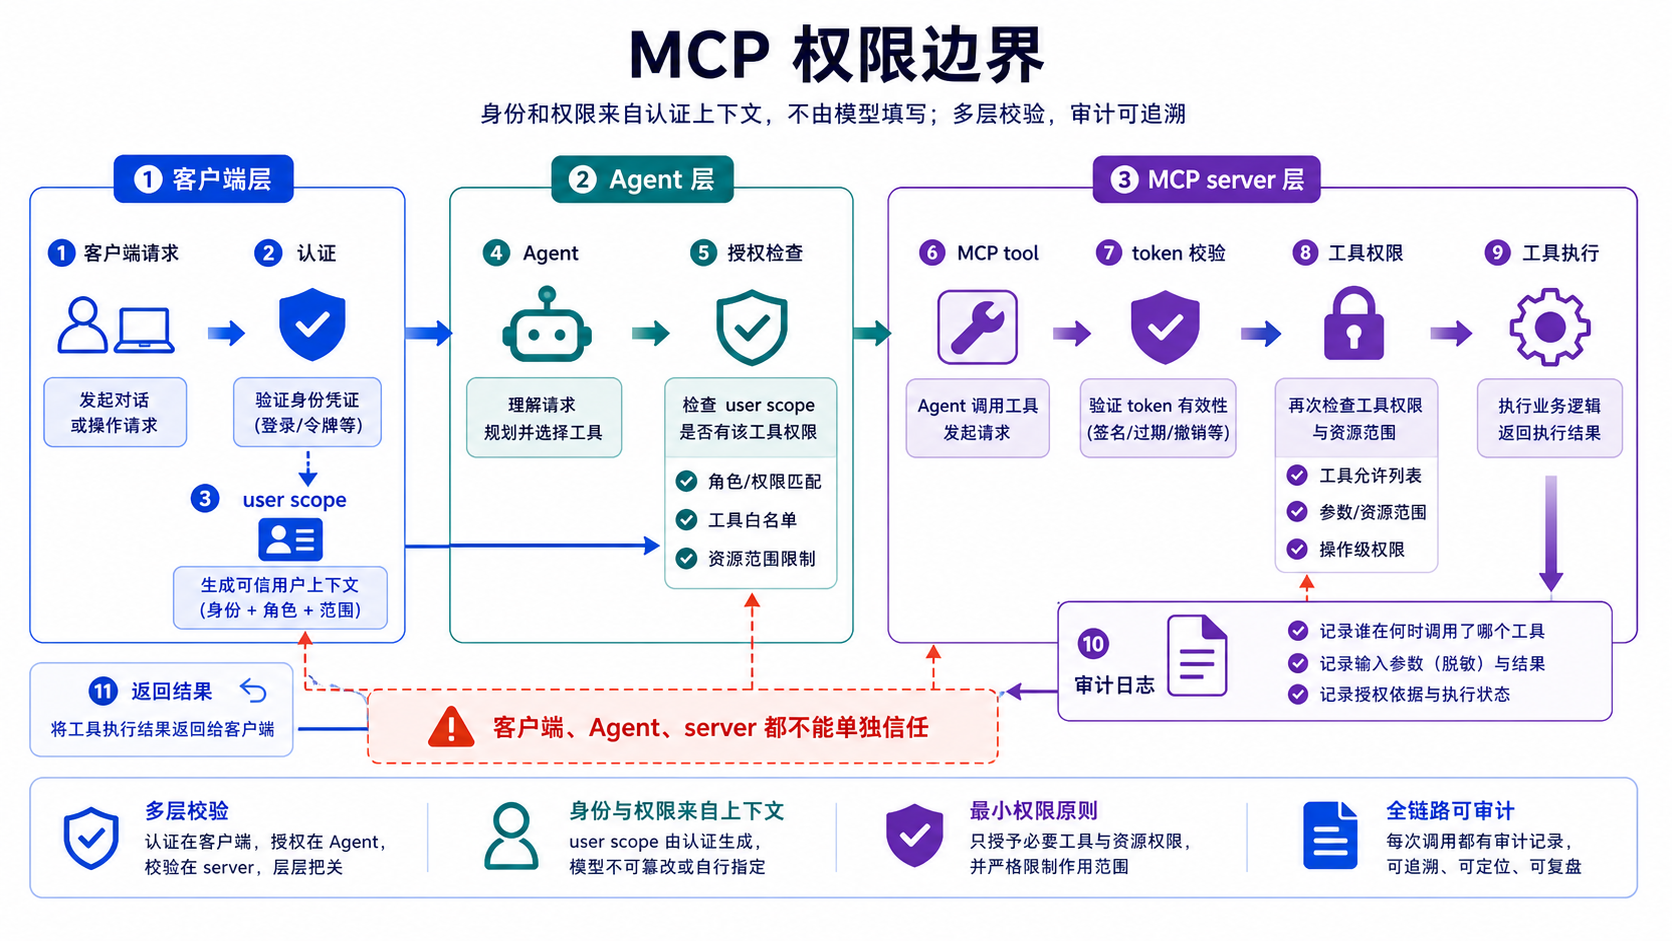 MCP 权限边界
身份和权限来自认证上下文，不由模型填写；多层校验，审计可追溯
1 客户端层
1 客户端请求
发起对话
或操作请求
2 认证
验证身份凭证
(登录/令牌等)
3 user scope
生成可信用户上下文
(身份 + 角色 + 范围)
2 Agent 层
4 Agent
理解请求
规划并选择工具
5 授权检查
检查 user scope
是否有该工具权限
角色/权限匹配
工具白名单
资源范围限制
3 MCP server 层
6 MCP tool
Agent 调用工具
发起请求
7 token 校验
验证 token 有效性
(签名/过期/撤销等)
8 工具权限
再次检查工具权限
与资源范围
工具允许列表
参数/资源范围
操作级权限
9 工具执行
执行业务逻辑
返回执行结果
10
审计日志
记录谁在何时调用了哪个工具
记录输入参数（脱敏）与结果
记录授权依据与执行状态
11 返回结果
将工具执行结果返回给客户端
客户端、Agent、server 都不能单独信任
多层校验
认证在客户端，授权在 Agent，
校验在 server，层层把关
身份与权限来自上下文
user scope 由认证生成，
模型不可篡改或自行指定
最小权限原则
只授予必要工具与资源权限，
并严格限制作用范围
全链路可审计
每次调用都有审计记录，
可追溯、可定位、可复盘